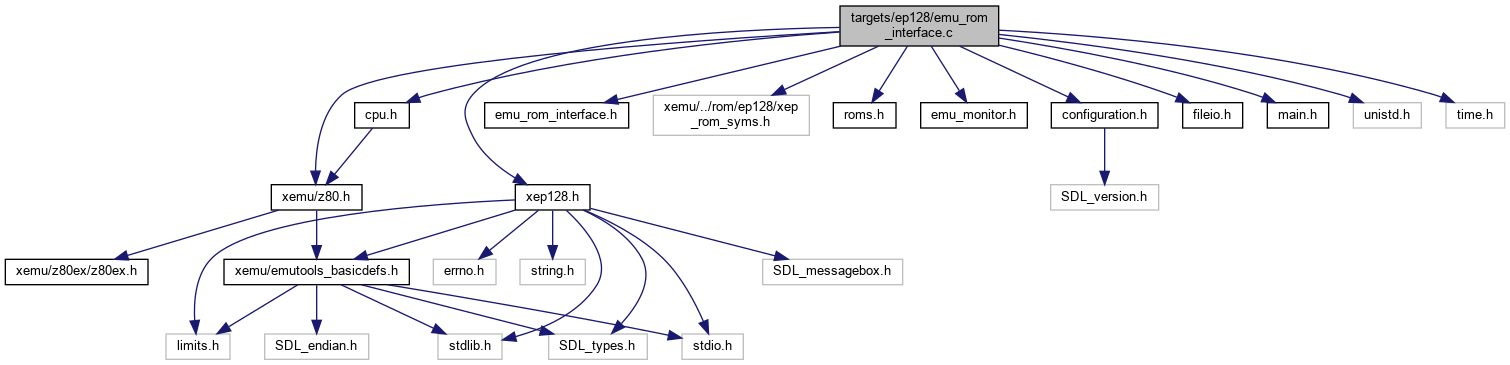 targets/ep128/emu_rom
_interface.c
cpu.h
emu_rom_interface.h
xemu/../rom/ep128/xep
_rom_syms.h
roms.h
emu_monitor.h
configuration.h
fileio.h
main.h
unistd.h
time.h
xemu/z80.h
xep128.h
SDL_version.h
xemu/z80ex/z80ex.h
xemu/emutools_basicdefs.h
errno.h
string.h
SDL_messagebox.h
limits.h
SDL_endian.h
stdlib.h
SDL_types.h
stdio.h